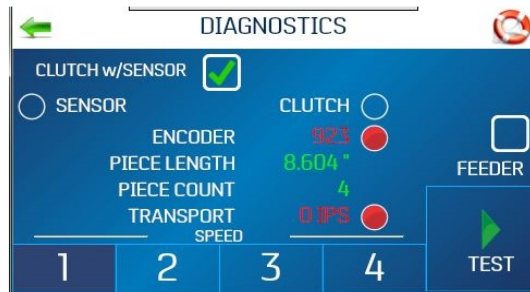 DIAGNOSTICS
CLUTCH w/SENSOR
SENSOR CLUTCH
ENCODER 923
PIECE LENGTH 8.604 "
FEEDER
PIECE COUNT 4
TRANSPORT 0 IPS
SPEED
1 2 3 4 TEST